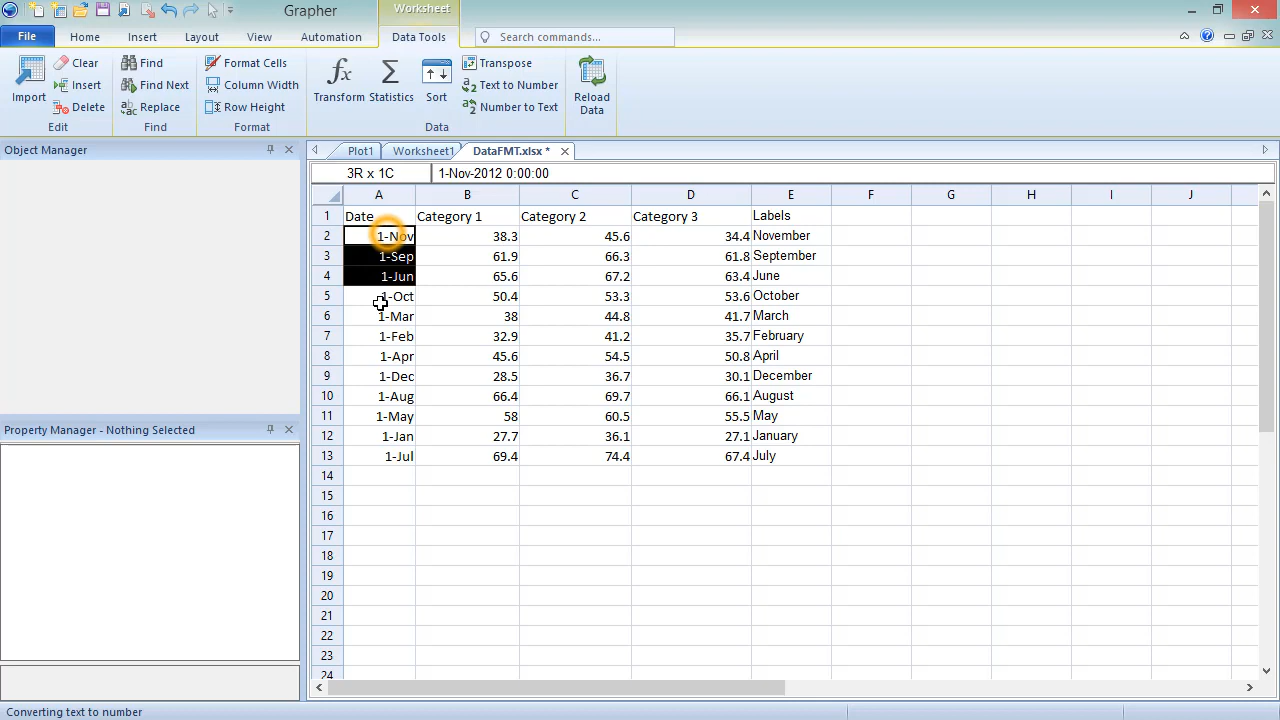 Grapher
Worksheet
File Home Insert Layout View Automation Data Tools Search commands...
Import Clear Insert Delete Edit
Find Find Next Replace Find
Format Cells Column Width Row Height Format
Transform Statistics Sort Transpose Text to Number Number to Text Data
Reload Data
Object Manager
Plot1 Worksheet1 DataFMT.xlsx *
3R x 1C 1-Nov-2012 0:00:00
A B C D E F G H I J
1 Date Category 1 Category 2 Category 3 Labels
2 1-Nov 38.3 45.6 34.4 November
3 1-Sep 61.9 66.3 61.8 September
4 1-Jun 65.6 67.2 63.4 June
5 1-Oct 50.4 53.3 53.6 October
6 1-Mar 38 44.8 41.7 March
7 1-Feb 32.9 41.2 35.7 February
8 1-Apr 45.6 54.5 50.8 April
9 1-Dec 28.5 36.7 30.1 December
10 1-Aug 66.4 69.7 66.1 August
11 1-May 58 60.5 55.5 May
12 1-Jan 27.7 36.1 27.1 January
13 1-Jul 69.4 74.4 67.4 July
14
15
16
17
18
19
20
21
22
23
24
Property Manager - Nothing Selected
Converting text to number